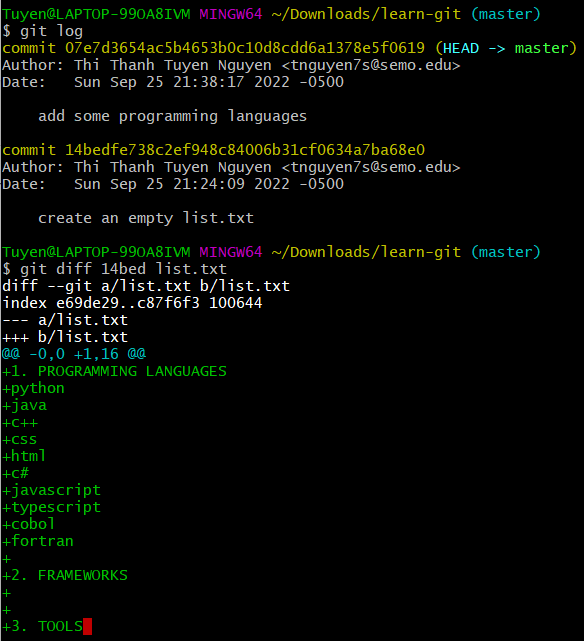 Tuyen@LAPTOP-99OA8IVM MINGW64 ~/Downloads/learn-git (master)
$ git log
commit 07e7d3654ac5b4653b0c10d8cdd6a1378e5f0619 (HEAD -> master)
Author: Thi Thanh Tuyen Nguyen <tnguyen7s@semo.edu>
Date:   Sun Sep 25 21:38:17 2022 -0500
    add some programming languages
commit 14bedfe738c2ef948c84006b31cf0634a7ba68e0
Author: Thi Thanh Tuyen Nguyen <tnguyen7s@semo.edu>
Date:   Sun Sep 25 21:24:09 2022 -0500
    create an empty list.txt
Tuyen@LAPTOP-99OA8IVM MINGW64 ~/Downloads/learn-git (master)
$ git diff 14bed list.txt
diff --git a/list.txt b/list.txt
index e69de29..c87f6f3 100644
--- a/list.txt
+++ b/list.txt
@@ -0,0 +1,16 @@
+1. PROGRAMMING LANGUAGES
+python
+java
+c++
+css
+html
+c#
+javascript
+typescript
+cobol
+fortran
+
+2. FRAMEWORKS
+
+
+3. TOOLS